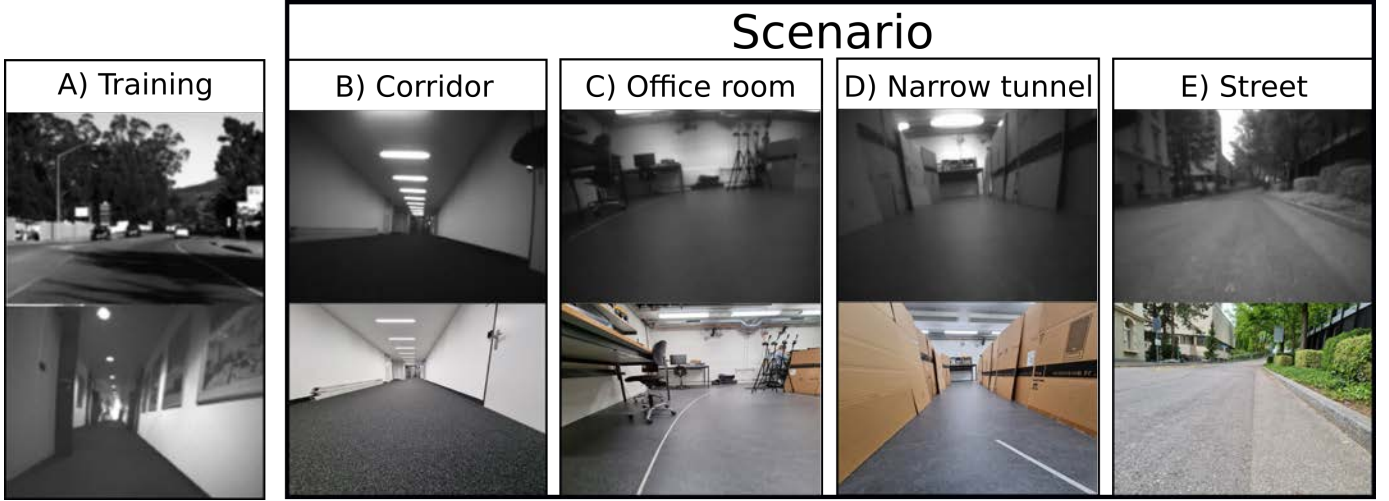 Scenario
A) Training
B) Corridor
C) Office room
D) Narrow tunnel
E) Street